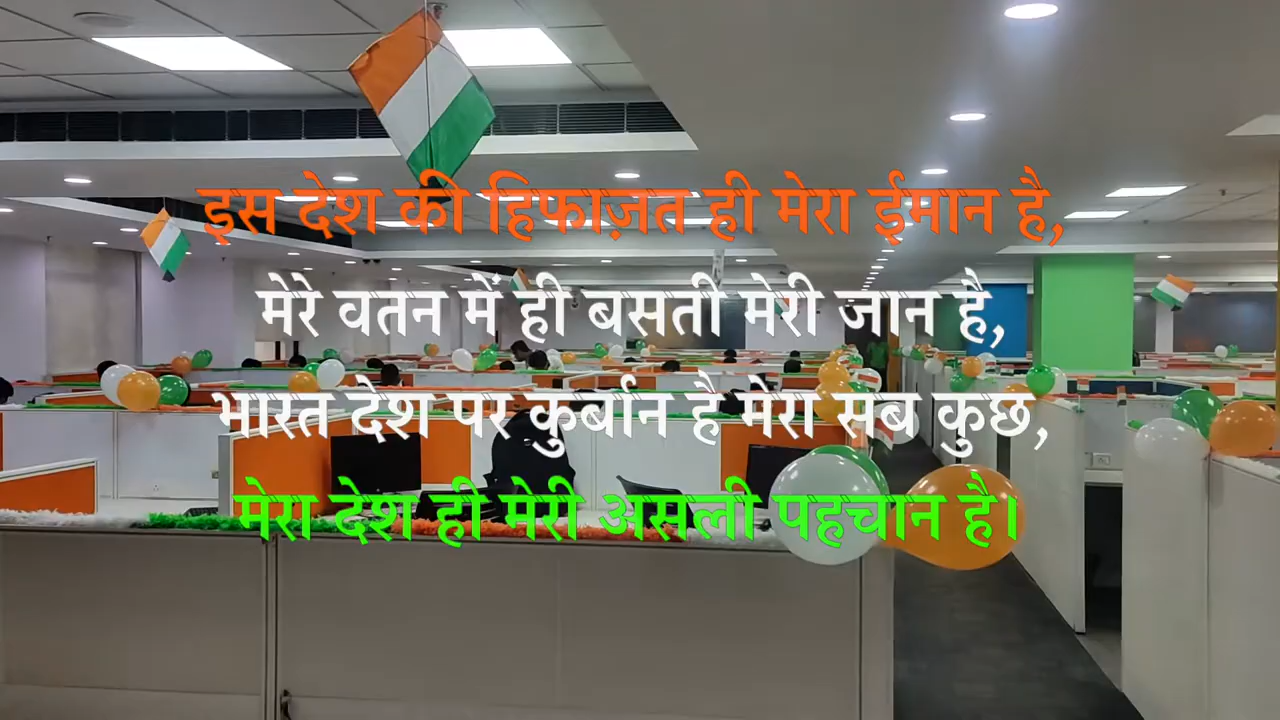 इस देश की हिफाज़त ही मेरा ईमान है,
मेरे वतन में ही बसती मेरी जान है,
भारत देश पर कुर्बान है मेरा सब कुछ,
मेरा देश ही मेरी असली पहचान है।